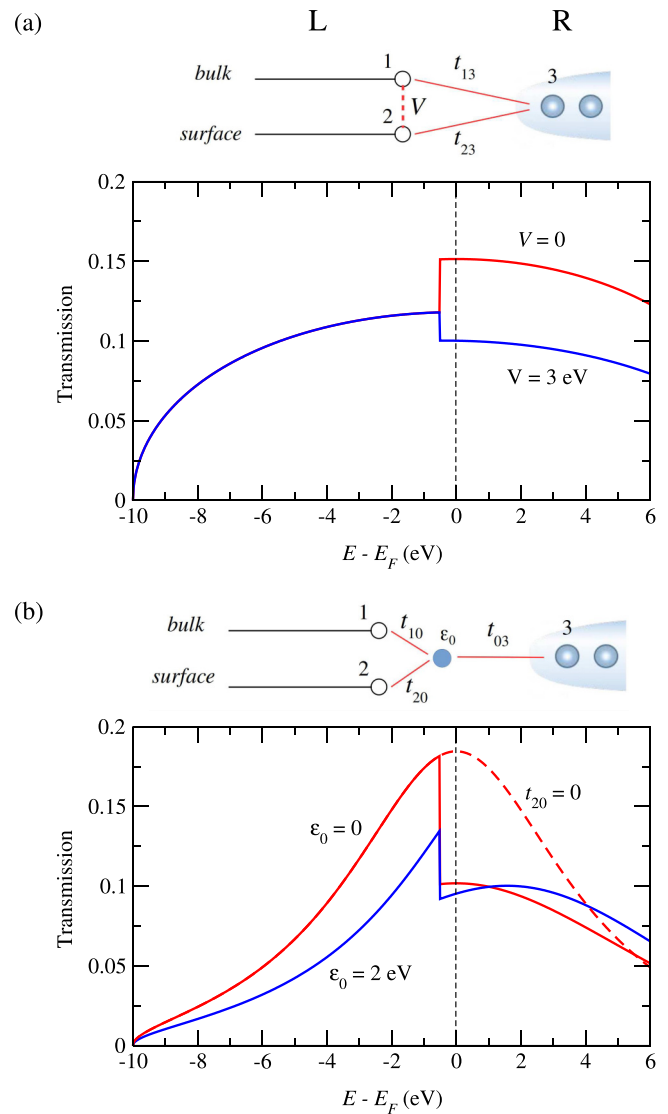 (a) L R
bulk 1 t13 3
V
surface 2 t23
0.2
0.15
0.1
0.05
0
Transmission
V = 0
V = 3 eV
-10 -8 -6 -4 -2 0 2 4 6
E - EF (eV)
(b)
bulk 1 t10 ε0 t03 3
surface 2 t20
0.2
0.15
0.1
0.05
0
Transmission
ε0 = 0
t20 = 0
ε0 = 2 eV
-10 -8 -6 -4 -2 0 2 4 6
E - EF (eV)